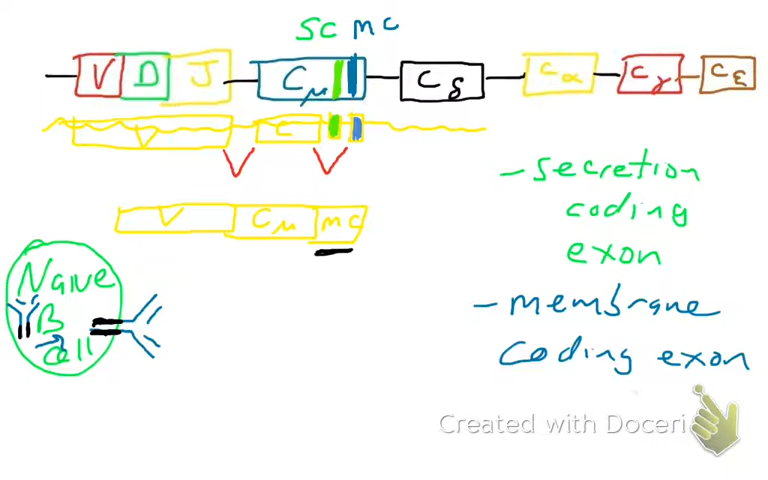 SC MC
V D J Cμ Cδ Cα Cγ Cε
V C
V Cμ MC
- secretion
coding
exon
Naive
B
cell
- membrane
coding exon
Created with Doceri